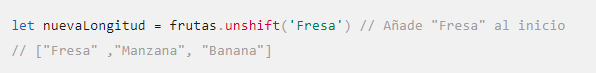 let nuevaLongitud = frutas.unshift('Fresa') // Añade "Fresa" al inicio
// ["Fresa" ,"Manzana", "Banana"]